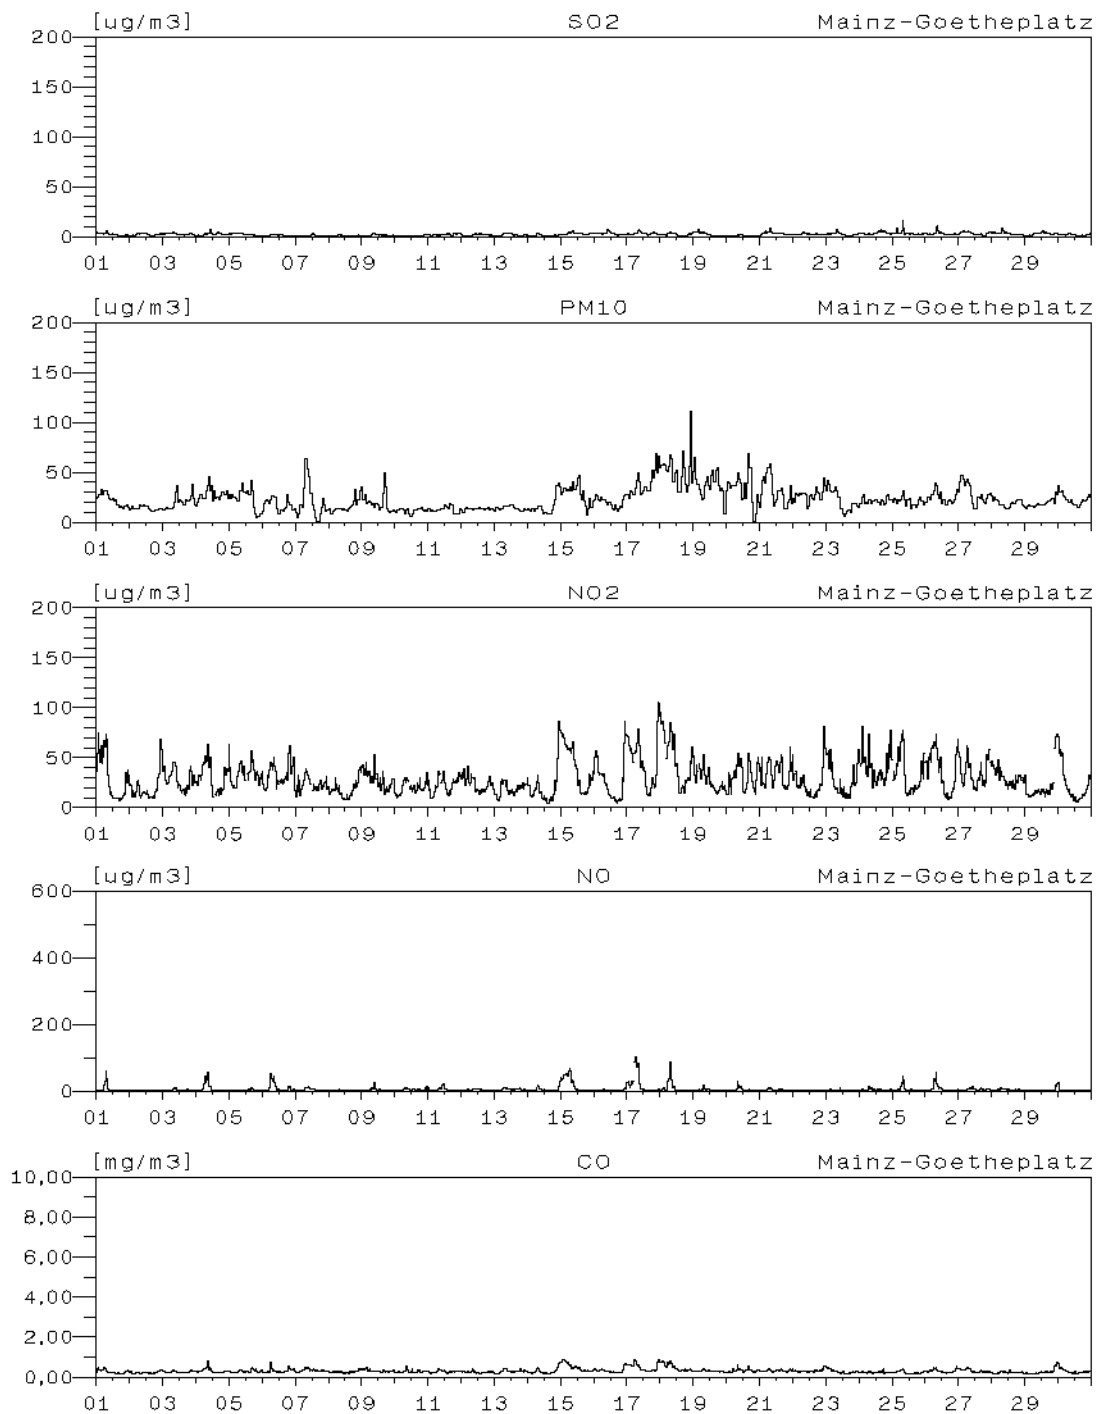 [ug/m3] SO2 Mainz-Goetheplatz
200
150
100
50
0
01 03 05 07 09 11 13 15 17 19 21 23 25 27 29
[ug/m3] PM10 Mainz-Goetheplatz
200
150
100
50
0
01 03 05 07 09 11 13 15 17 19 21 23 25 27 29
[ug/m3] NO2 Mainz-Goetheplatz
200
150
100
50
0
01 03 05 07 09 11 13 15 17 19 21 23 25 27 29
[ug/m3] NO Mainz-Goetheplatz
600
400
200
0
01 03 05 07 09 11 13 15 17 19 21 23 25 27 29
[mg/m3] CO Mainz-Goetheplatz
10,00
8,00
6,00
4,00
2,00
0,00
01 03 05 07 09 11 13 15 17 19 21 23 25 27 29